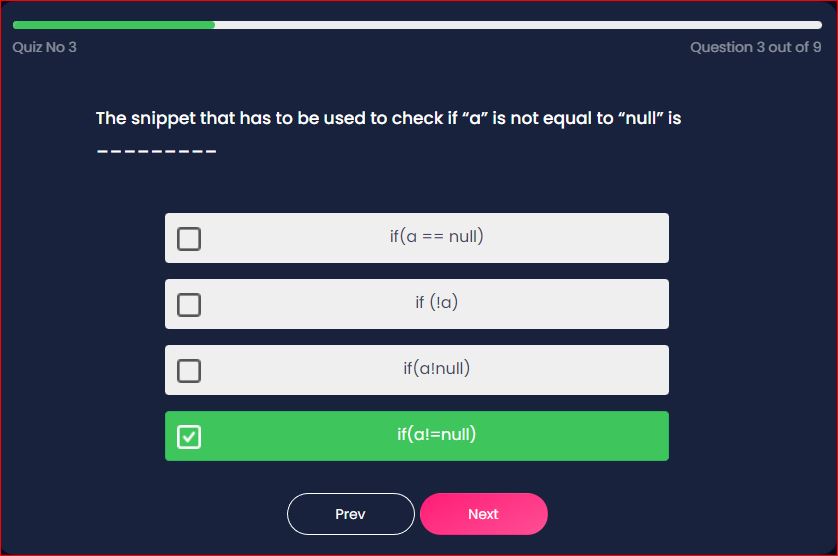 Quiz No 3
Question 3 out of 9
The snippet that has to be used to check if “a” is not equal to “null” is
_________
if(a == null)
if (!a)
if(a!null)
if(a!=null)
Prev
Next